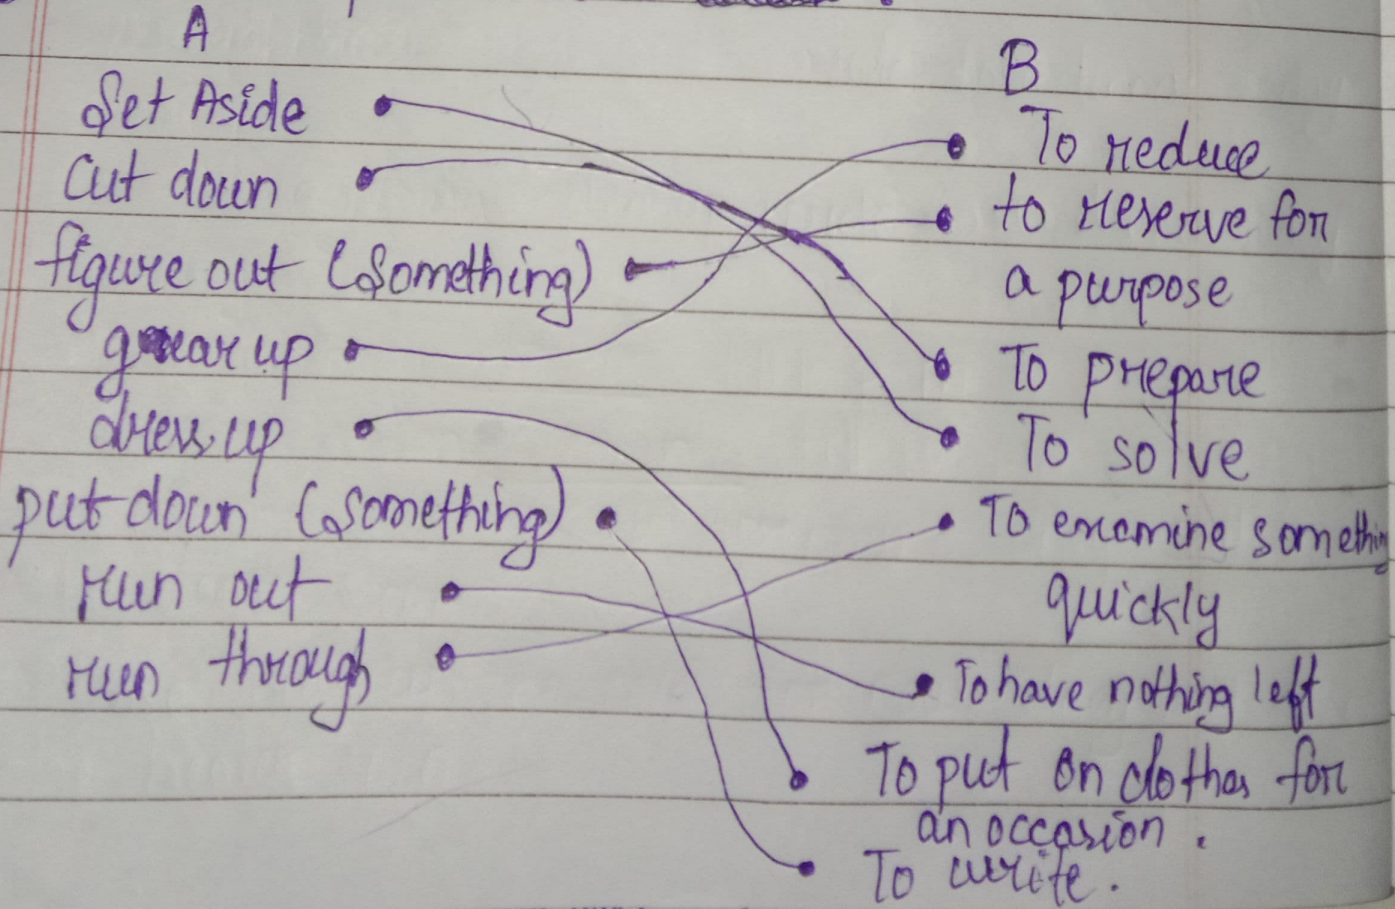 A
B
Set Aside
To reduce
cut down
to reserve for
a purpose
figure out (Something)
gear up
To prepare
dress up
To solve
put down (Something)
To examine something
quickly
run out
run through
To have nothing left
To put on clothes for
an occasion.
To write.